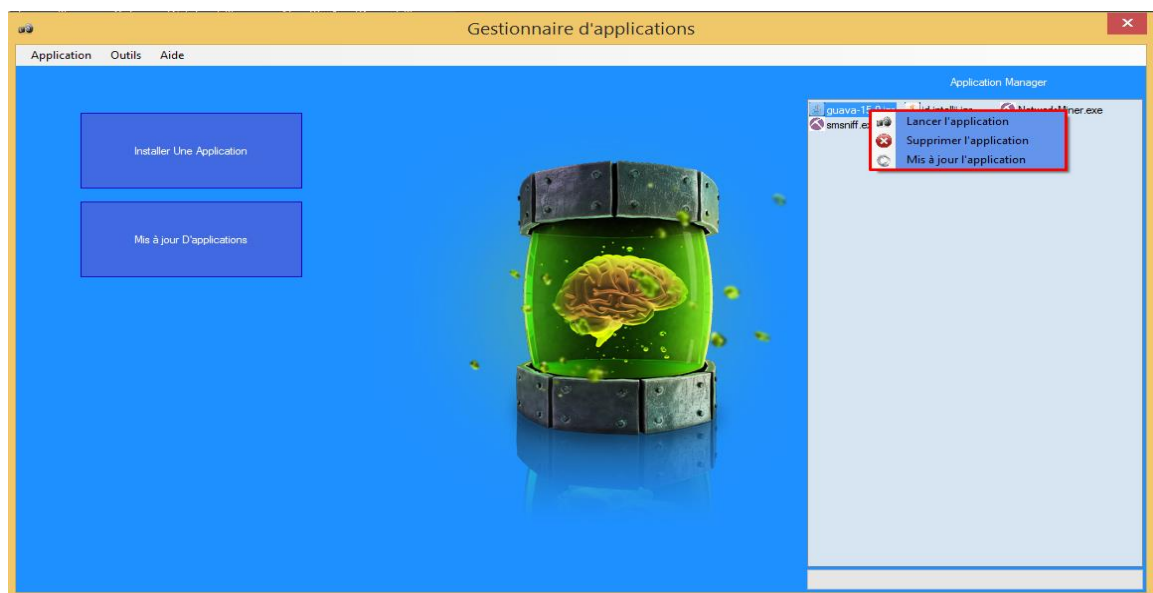 Gestionnaire d'applications
Application Outils Aide
Application Manager
Installer Une Application
Mis à jour D'applications
smsniff.e
Lancer l'application
Supprimer l'application
Mis à jour l'application